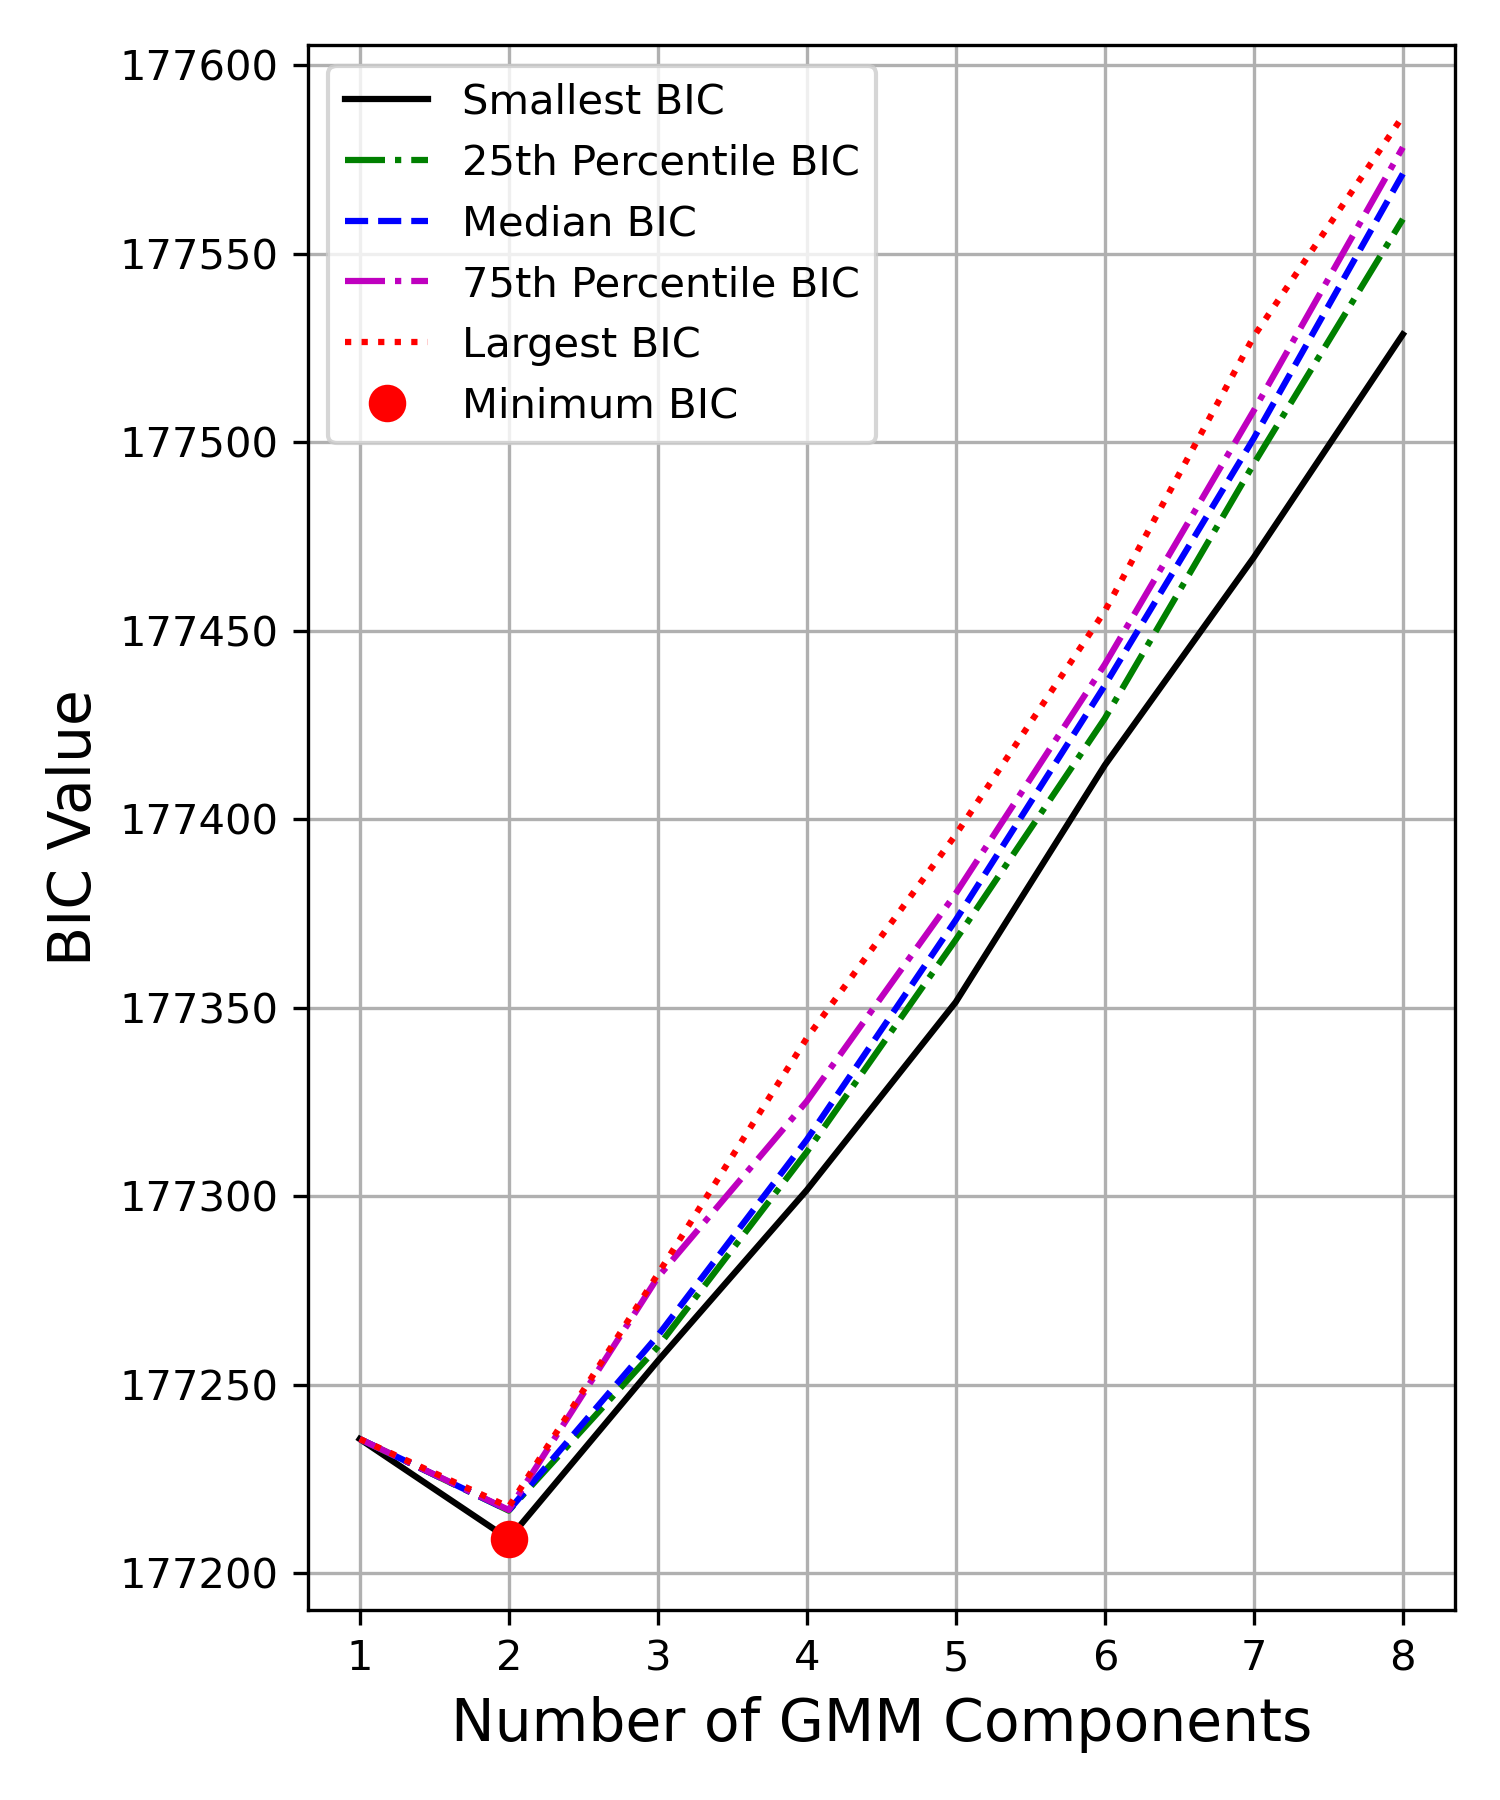 177600
177550
177500
177450
177400
177350
177300
177250
177200
BIC Value
Smallest BIC
25th Percentile BIC
Median BIC
75th Percentile BIC
Largest BIC
Minimum BIC
1 2 3 4 5 6 7 8
Number of GMM Components